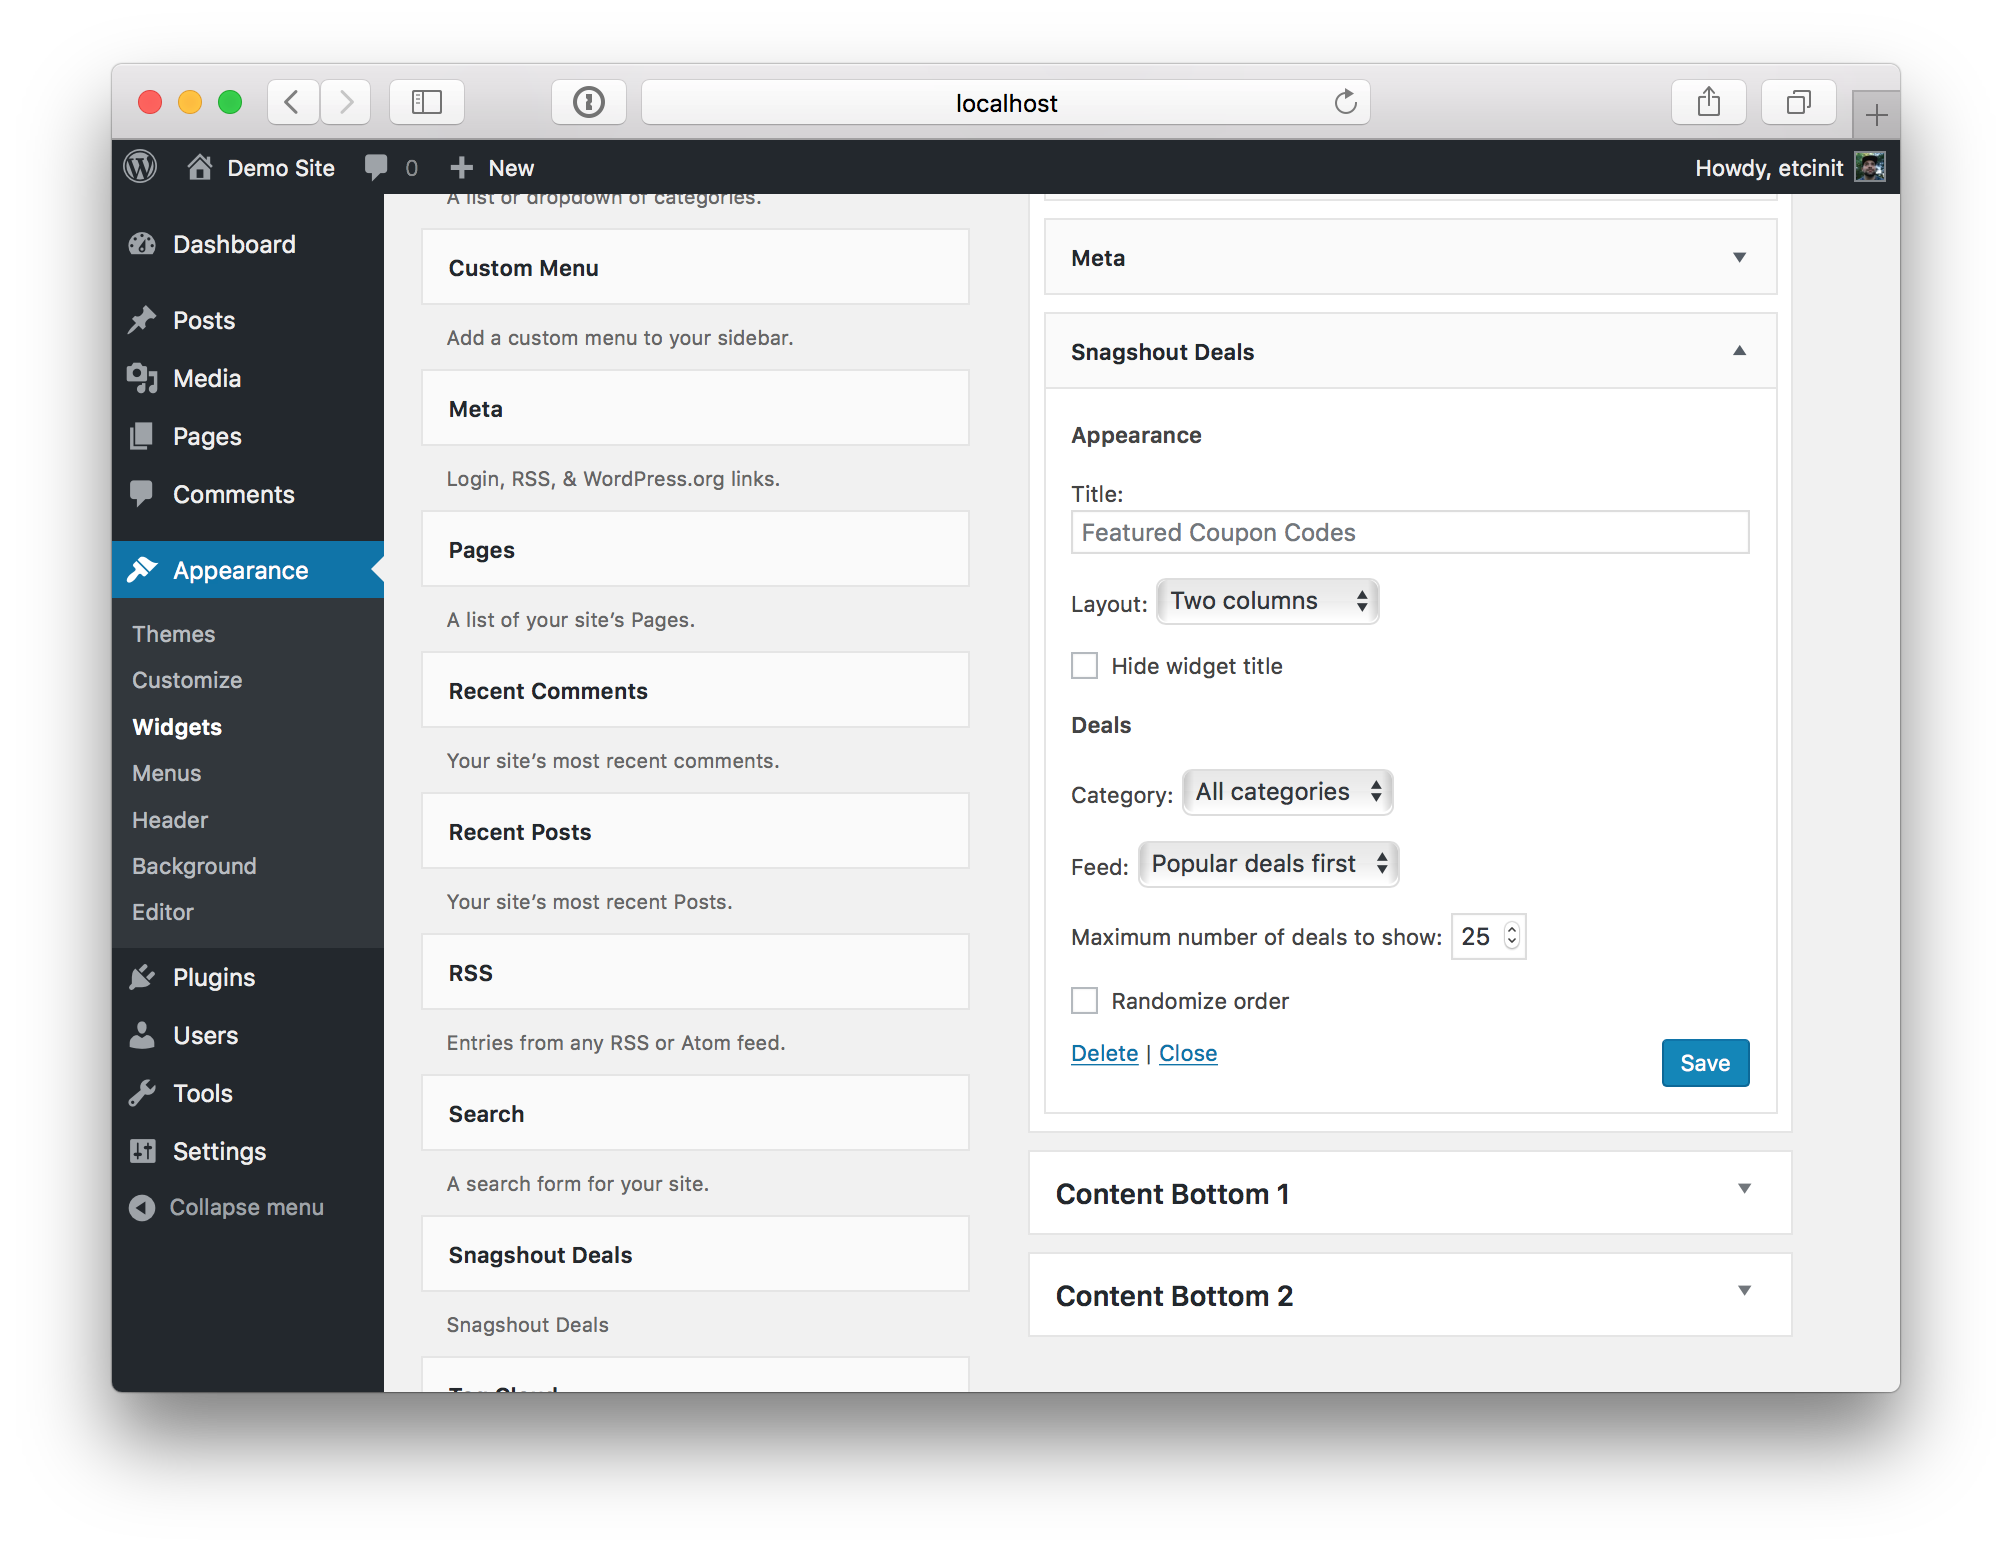 localhost
Demo Site
0
New
Howdy, etcinit
Dashboard
Posts
Media
Pages
Comments
Appearance
Themes
Customize
Widgets
Menus
Header
Background
Editor
Plugins
Users
Tools
Settings
Collapse menu
A list or dropdown of categories.
Custom Menu
Add a custom menu to your sidebar.
Meta
Login, RSS, & WordPress.org links.
Pages
A list of your site’s Pages.
Recent Comments
Your site’s most recent comments.
Recent Posts
Your site’s most recent Posts.
RSS
Entries from any RSS or Atom feed.
Search
A search form for your site.
Snagshout Deals
Snagshout Deals
Tag Cloud
Meta
Snagshout Deals
Appearance
Title:
Featured Coupon Codes
Layout: Two columns
Hide widget title
Deals
Category: All categories
Feed: Popular deals first
Maximum number of deals to show: 25
Randomize order
Delete | Close
Save
Content Bottom 1
Content Bottom 2